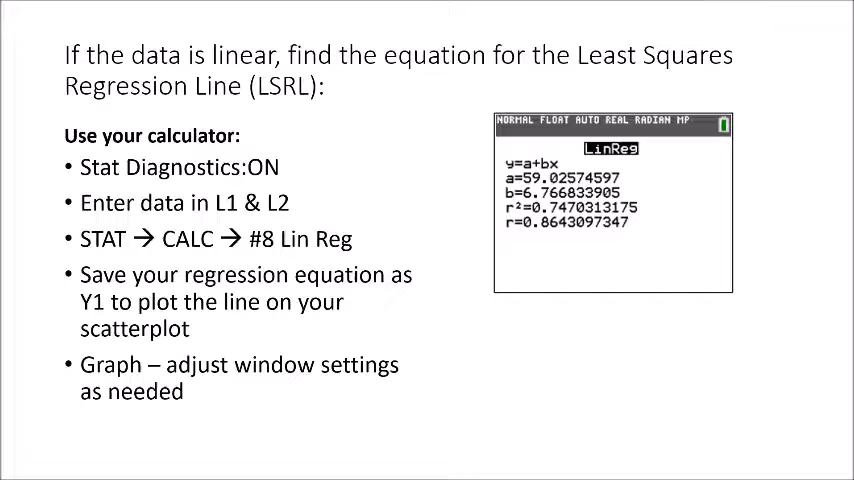 If the data is linear, find the equation for the Least Squares
Regression Line (LSRL):
Use your calculator:
• Stat Diagnostics:ON
• Enter data in L1 & L2
• STAT → CALC → #8 Lin Reg
• Save your regression equation as
Y1 to plot the line on your
scatterplot
• Graph – adjust window settings
as needed
NORMAL FLOAT AUTO REAL RADIAN MP
LinReg
y=a+bx
a=59.02574597
b=6.766833905
r²=0.7470313175
r=0.8643097347